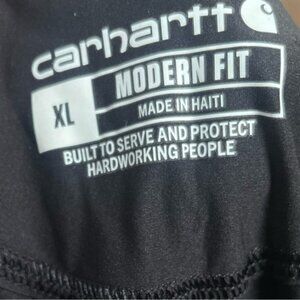 carhartt
XL
MODERN FIT
MADE IN HAITI
BUILT TO SERVE AND PROTECT
HARDWORKING PEOPLE